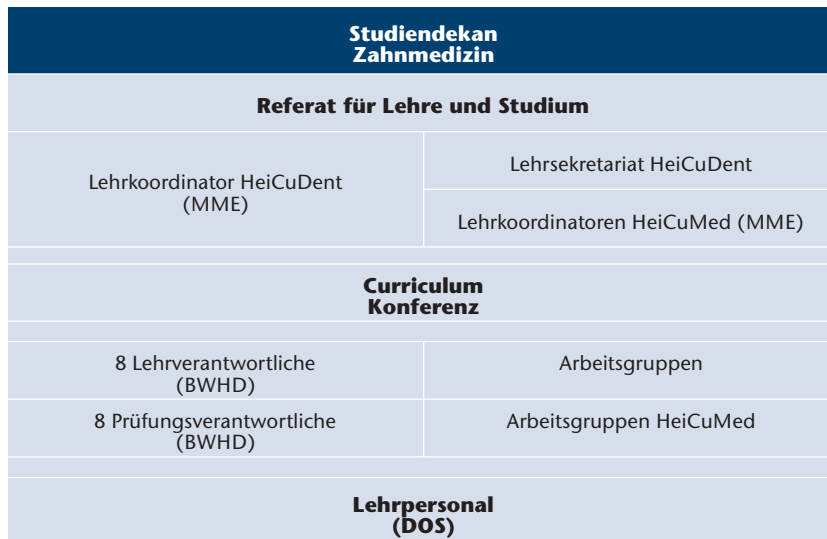 Studiendekan
Zahnmedizin
Referat für Lehre und Studium
Lehrkoordinator HeiCuDent
(MME)
Lehrsekretariat HeiCuDent
Lehrkoordinatoren HeiCuMed (MME)
Curriculum
Konferenz
8 Lehrverantwortliche
(BWHD)
Arbeitsgruppen
8 Prüfungsverantwortliche
(BWHD)
Arbeitsgruppen HeiCuMed
Lehrpersonal
(DOS)